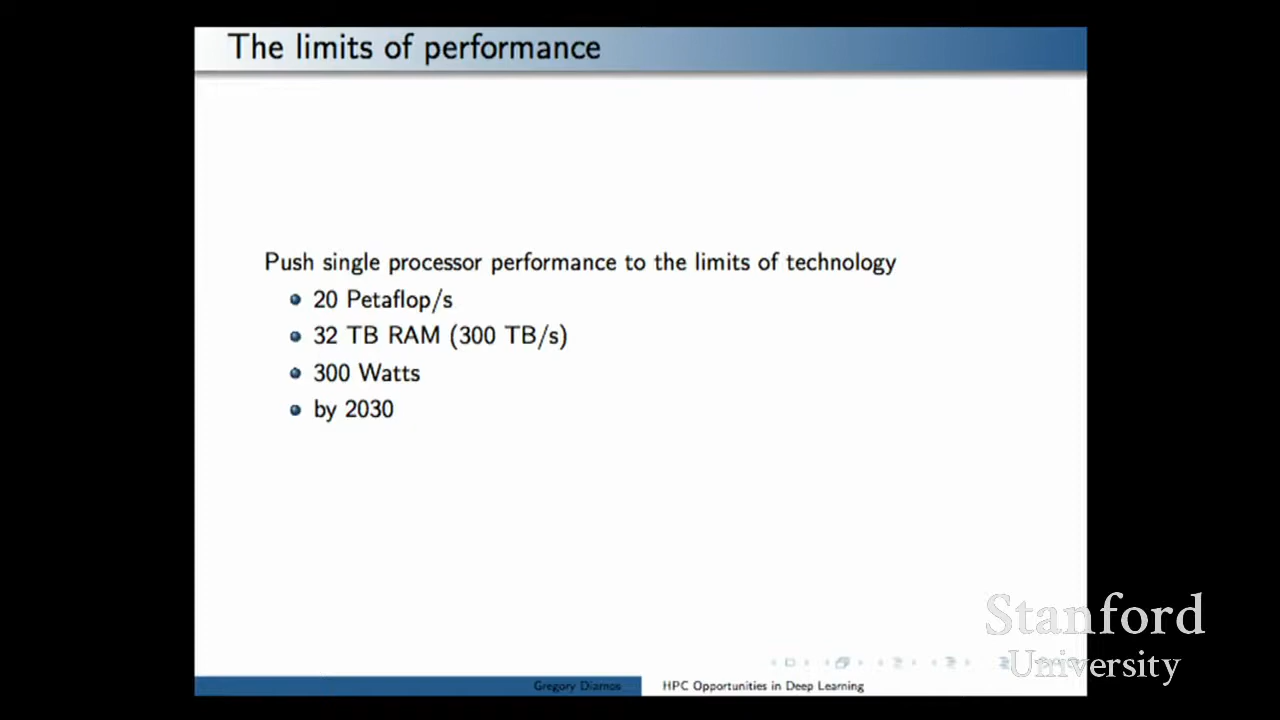 The limits of performance
Push single processor performance to the limits of technology
20 Petaflop/s
32 TB RAM (300 TB/s)
300 Watts
by 2030
Stanford
University
Gregory Diamos
HPC Opportunities in Deep Learning